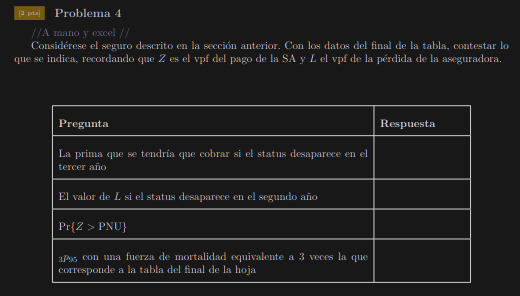 [2 pts] Problema 4
//A mano y excel //
Considérese el seguro descrito en la sección anterior. Con los datos del final de la tabla, contestar lo
que se indica, recordando que Z es el vpf del pago de la SA y L el vpf de la pérdida de la aseguradora.
Pregunta Respuesta
La prima que se tendría que cobrar si el status desaparece en el
tercer año
El valor de L si el status desaparece en el segundo año
Pr{Z > PNU}
₃p₉₅ con una fuerza de mortalidad equivalente a 3 veces la que
corresponde a la tabla del final de la hoja